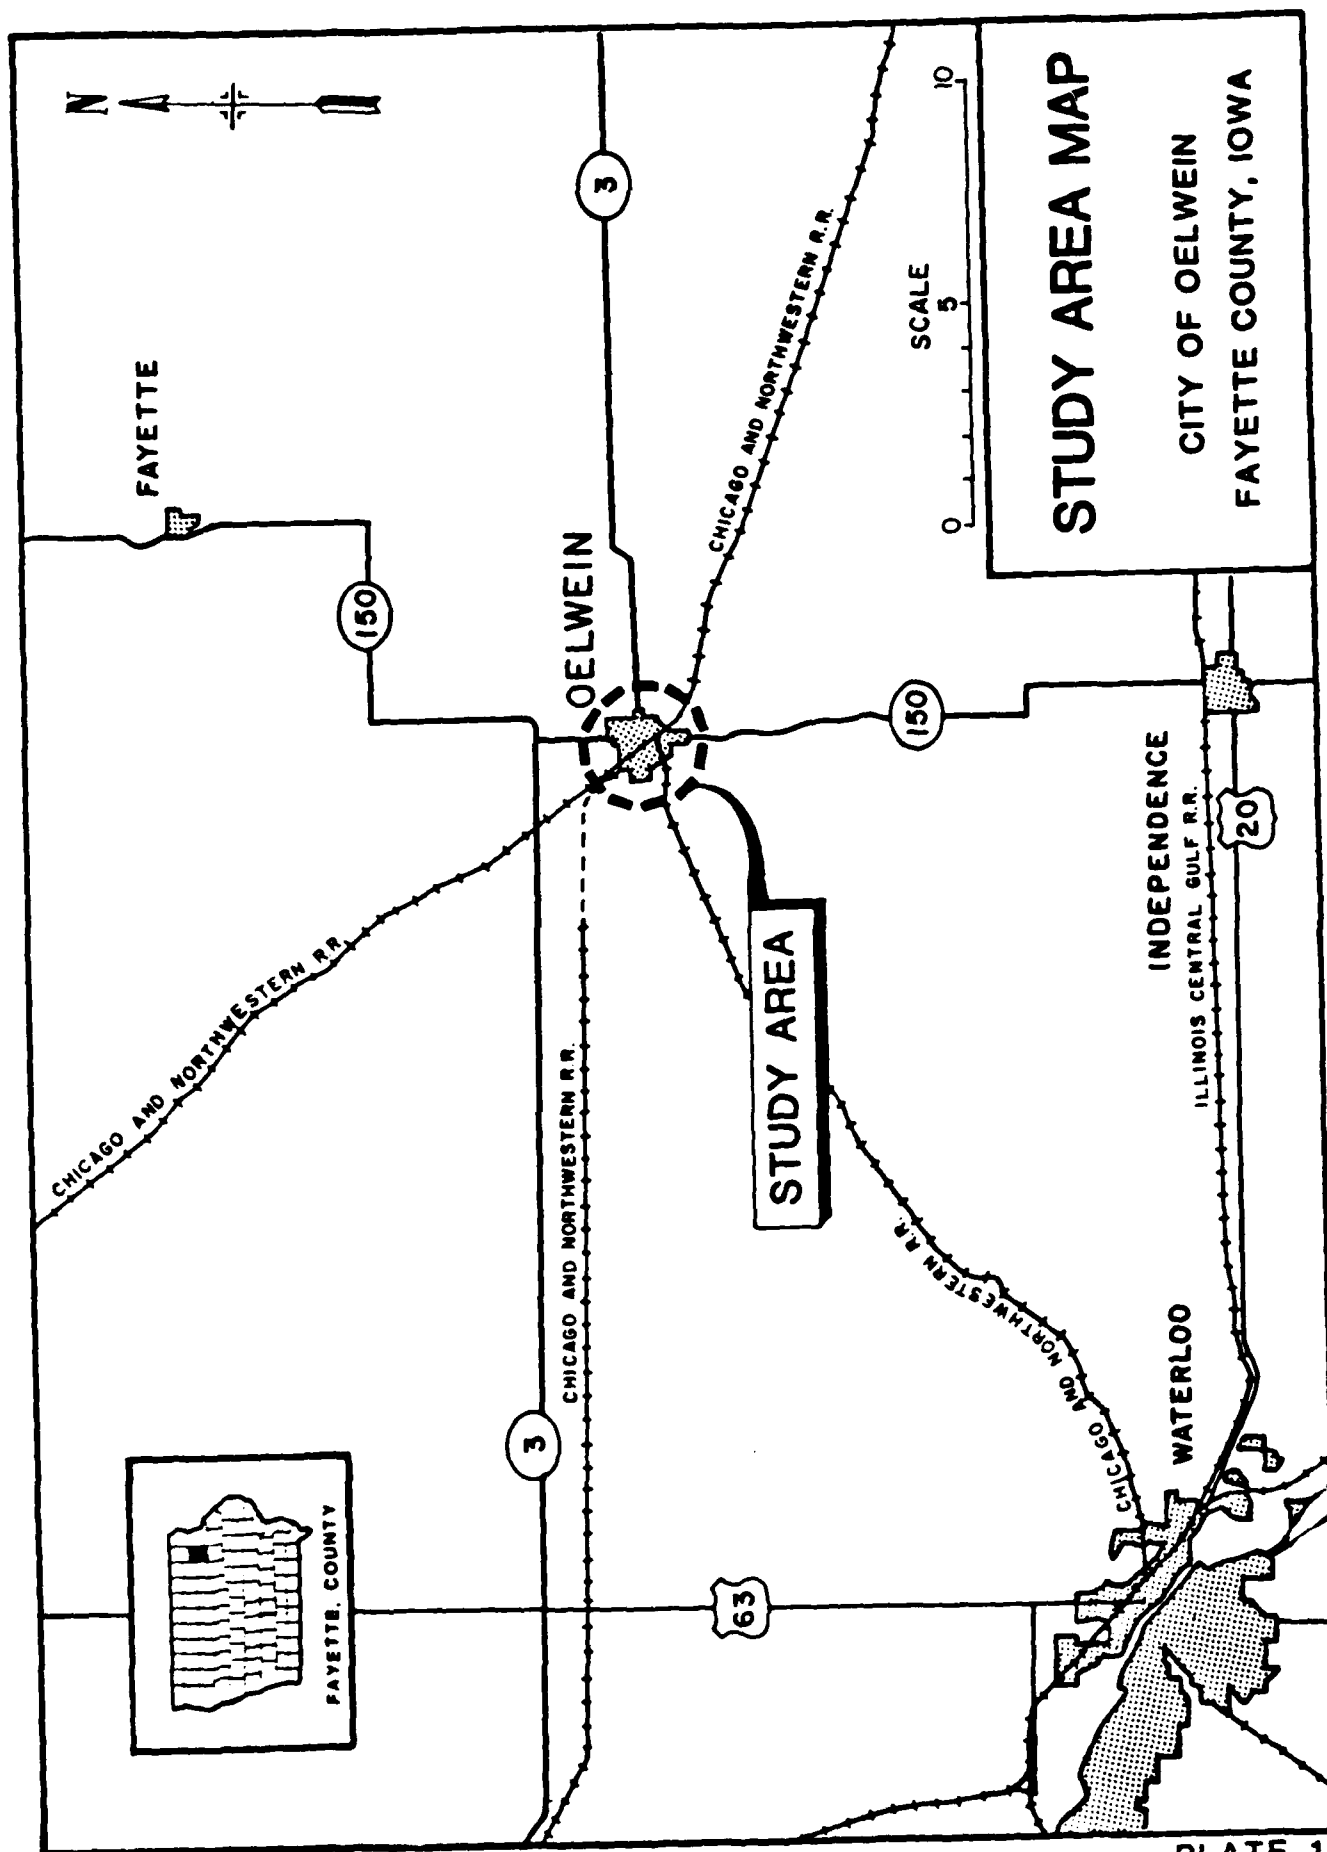 N
FAYETTE
150
3
OELWEIN
CHICAGO AND NORTHWESTERN R.R.
CHICAGO AND NORTHWESTERN R.R.
CHICAGO AND NORTHWESTERN R.R.
3
STUDY AREA
150
CHICAGO AND NORTHWESTERN R.R.
63
FAYETTE, COUNTY
WATERLOO
INDEPENDENCE
ILLINOIS CENTRAL GULF R.R.
20
SCALE
0 5 10
STUDY AREA MAP
CITY OF OELWEIN
FAYETTE COUNTY, IOWA
PLATE 1